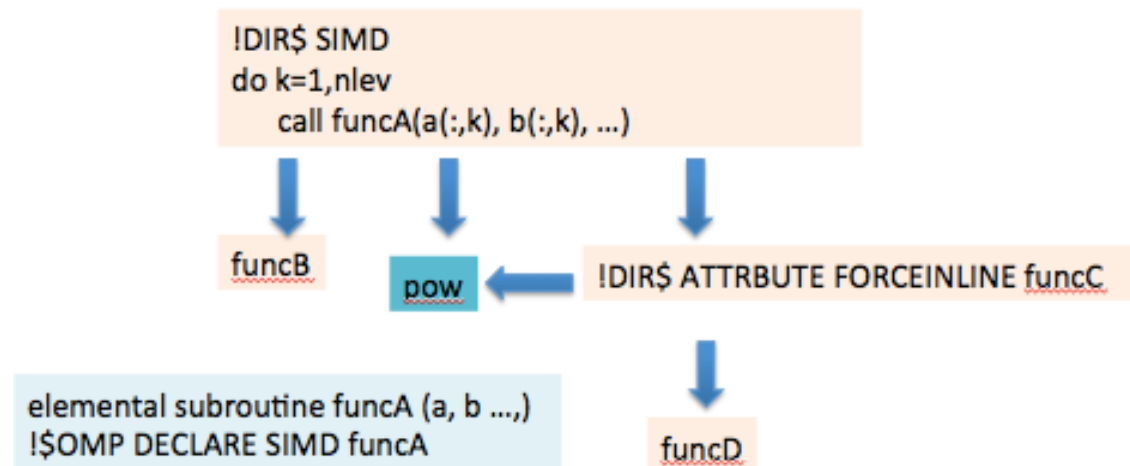 !DIR$ SIMD
do k=1,nlev
call funcA(a(:,k), b(:,k), ...)
funcB
pow
!DIR$ ATTRBUTE FORCEINLINE funcC
elemental subroutine funcA (a, b ...,)
!$OMP DECLARE SIMD funcA
funcD